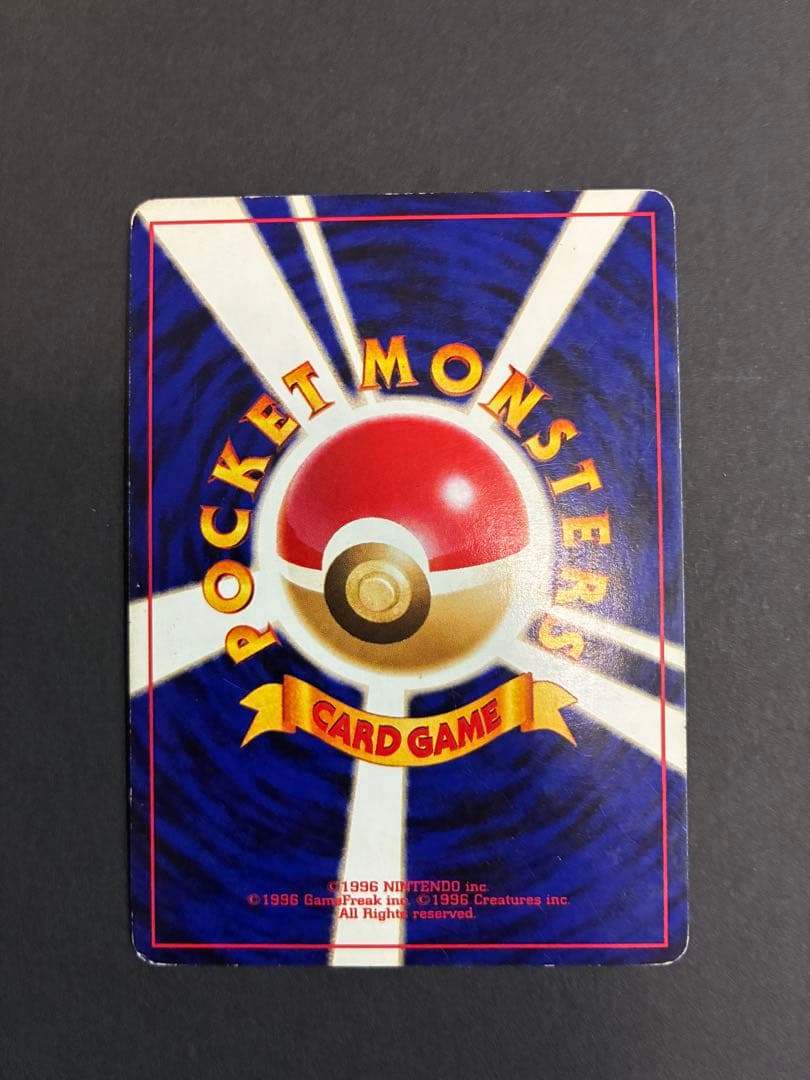 POCKET MONSTERS
CARD GAME
©1996 NINTENDO inc.
©1996 GameFreak inc. ©1996 Creatures inc.
All Rights reserved.